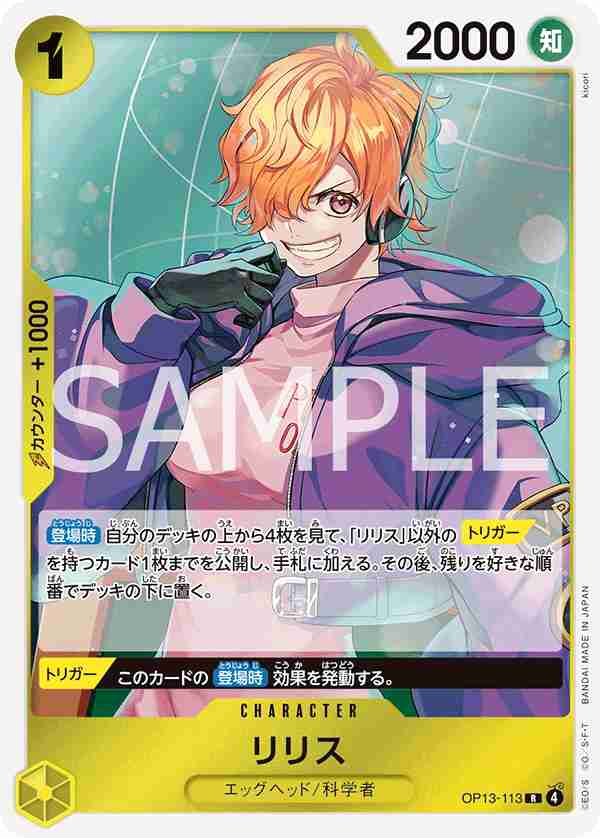 1
2000 知
kicori
カウンター +1000
SAMPLE
登場時 自分のデッキの上から4枚を見て、「リリス」以外の トリガー
を持つカード1枚までを公開し、手札に加える。その後、残りを好きな順
番でデッキの下に置く。
トリガー このカードの 登場時 効果を発動する。
CHARACTER
リリス
エッグヘッド/科学者
OP13-113 R 4
©E.O/S ©O/S・F・T BANDAI MADE IN JAPAN